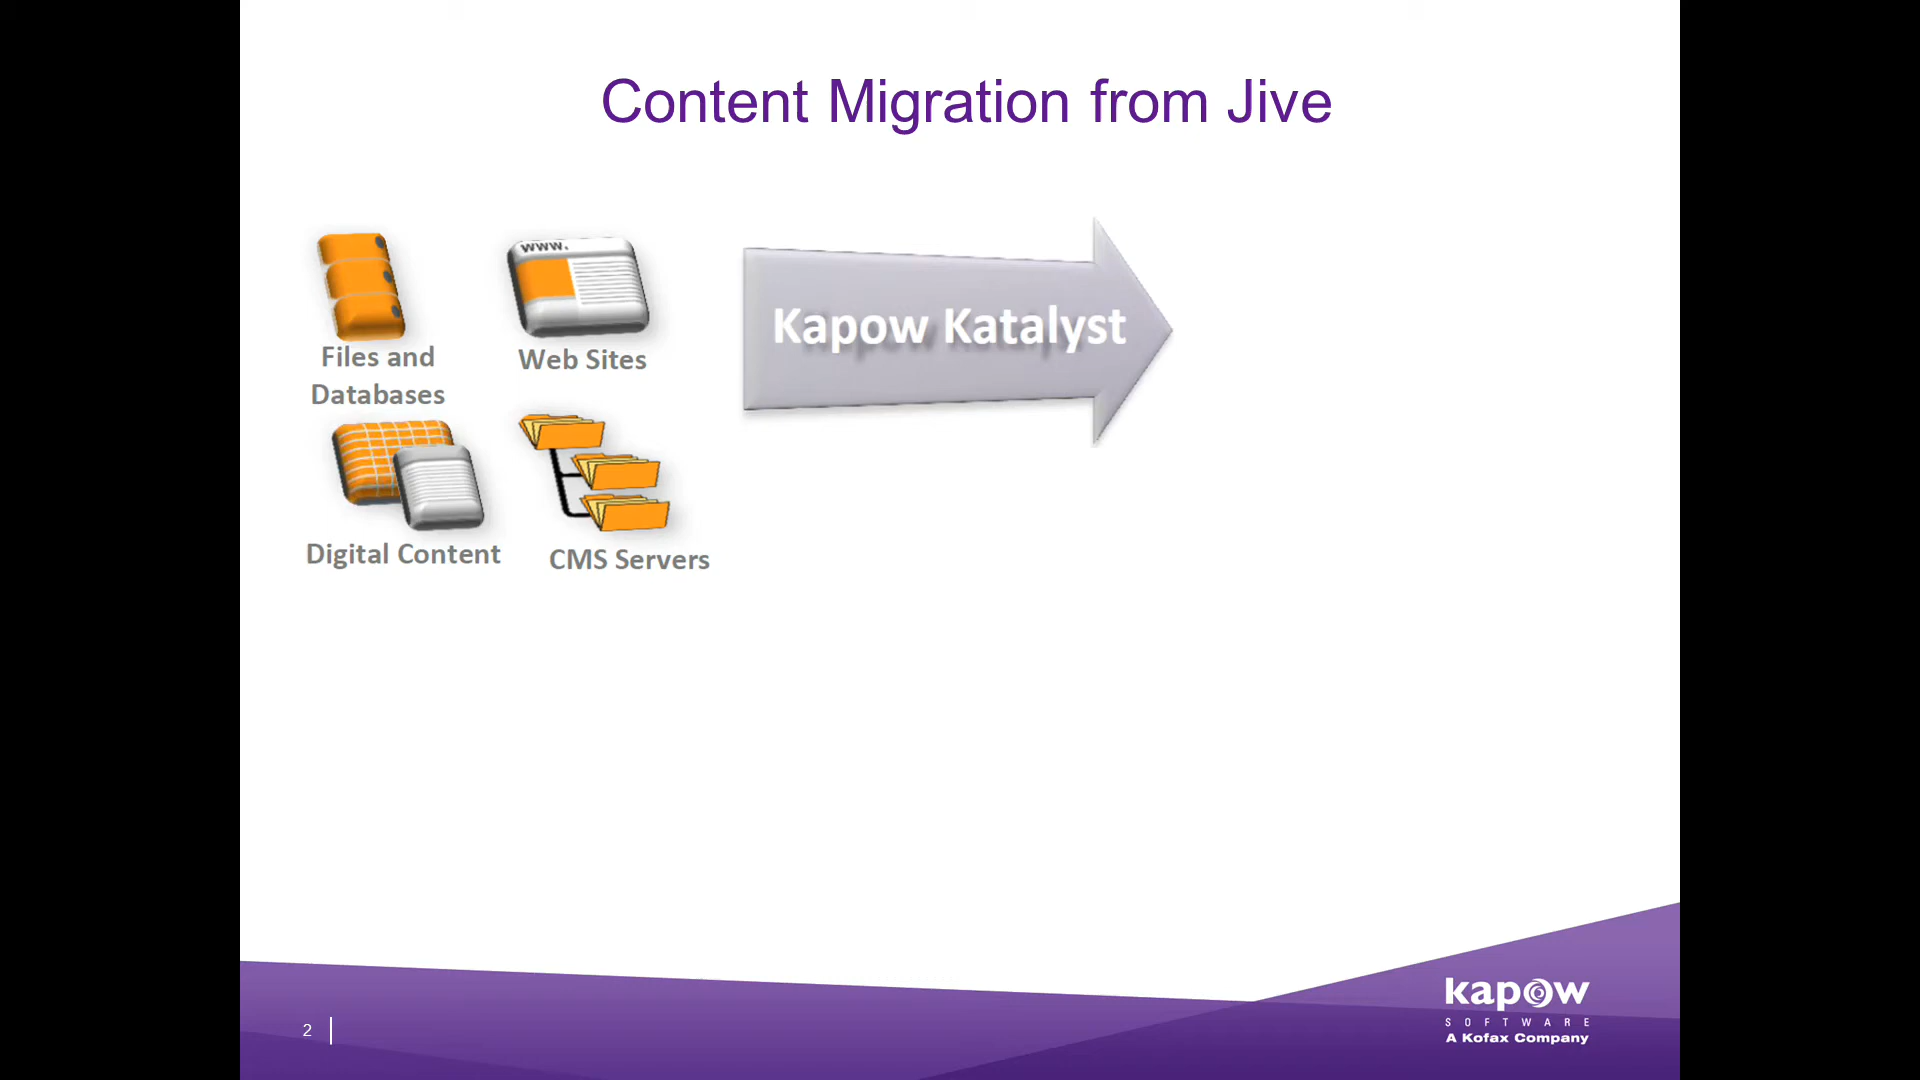 Content Migration from Jive
www.
Files and
Databases
Web Sites
Kapow Katalyst
Digital Content
CMS Servers
2
kapow
SOFTWARE
A Kofax Company